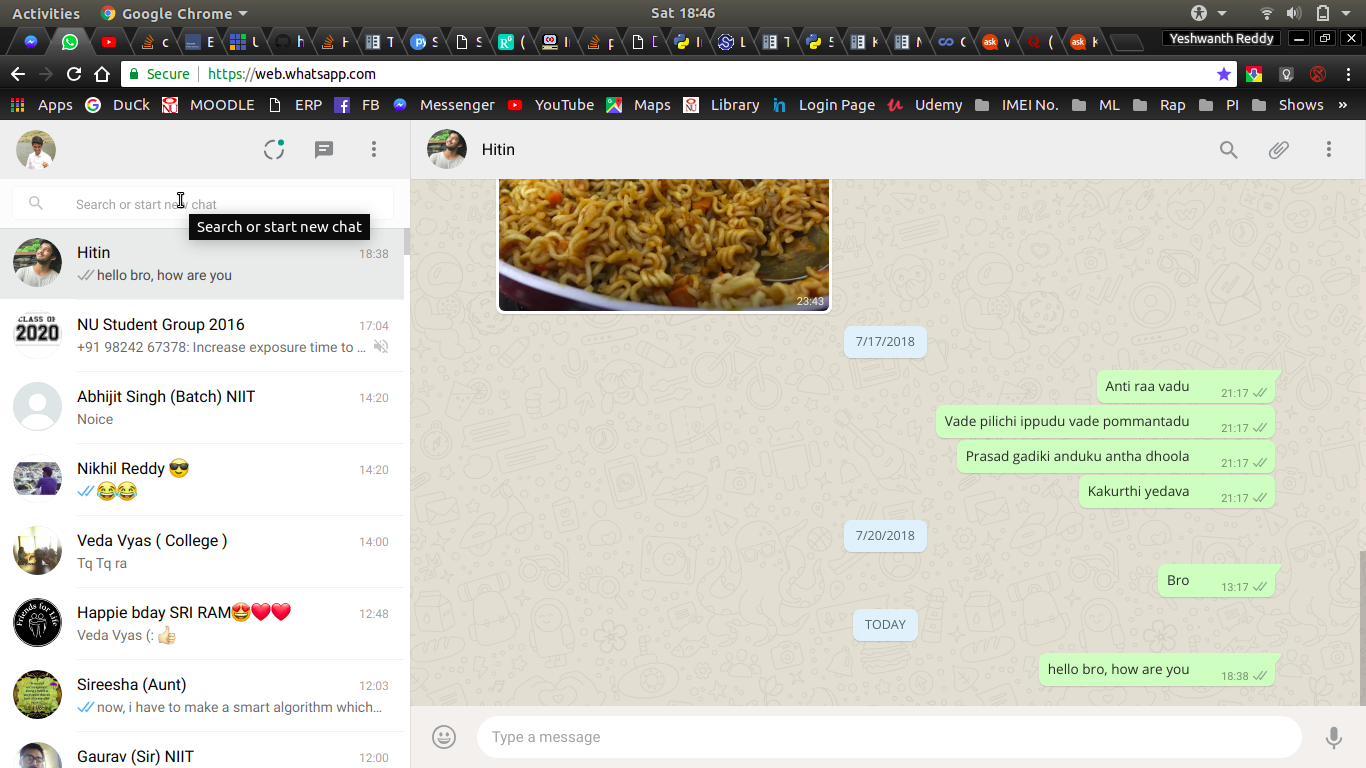 Activities Google Chrome Sat 18:46
Yeshwanth Reddy
Secure https://web.whatsapp.com
Apps DuCk MOODLE ERP FB Messenger YouTube Maps Library Login Page Udemy IMEI No. ML Rap PI Shows »
Hitin
Search or start new chat
Search or start new chat
Hitin 18:38
hello bro, how are you
CLASS OF
2020
NU Student Group 2016 17:04
+91 98242 67378: Increase exposure time to ...
Abhijit Singh (Batch) NIIT 14:20
Noice
Nikhil Reddy 😎 14:20
😂😂
Veda Vyas ( College ) 14:00
Tq Tq ra
Friends for Life
Happie bday SRI RAM😍❤❤ 12:48
Veda Vyas (: 👍🏻
Sireesha (Aunt) 12:03
now, i have to make a smart algorithm which...
Gaurav (Sir) NIIT 12:00
23:43
7/17/2018
Anti raa vadu 21:17
Vade pilichi ippudu vade pommantadu 21:17
Prasad gadiki anduku antha dhoola 21:17
Kakurthi yedava 21:17
7/20/2018
Bro 13:17
TODAY
hello bro, how are you 18:38
Type a message